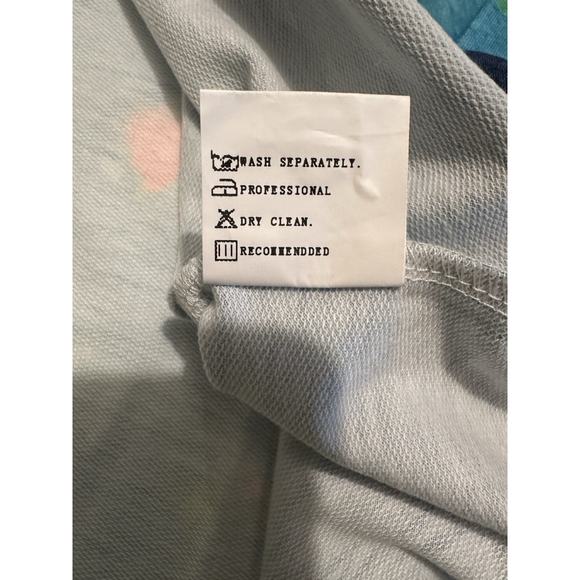 WASH SEPARATELY.
PROFESSIONAL
DRY CLEAN.
RECOMMENDDED